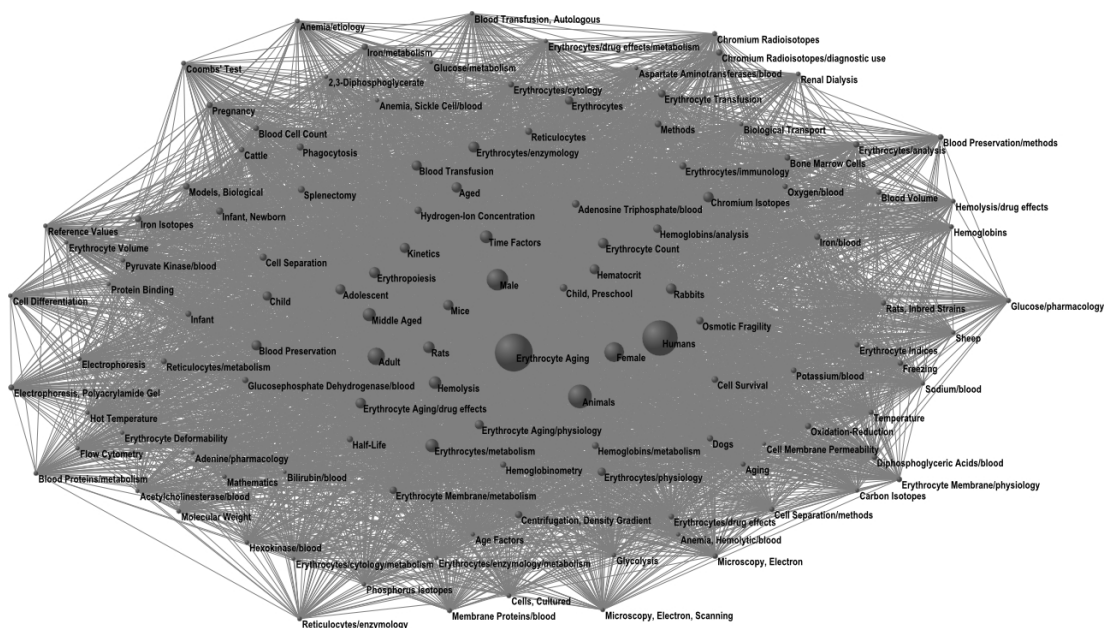 Blood Transfusion, Autologous
Anemia/etiology
Chromium Radioisotopes
Erythrocytes/drug effects/metabolism
Iron/metabolism
Chromium Radioisotopes/diagnostic use
Glucose/metabolism
Coombs' Test
Aspartate Aminotransferases/blood
Renal Dialysis
2,3-Diphosphoglycerate
Erythrocytes/cytology
Erythrocyte Transfusion
Anemia, Sickle Cell/blood
Erythrocytes
Pregnancy
Blood Cell Count
Reticulocytes
Methods
Biological Transport
Blood Preservation/methods
Cattle
Phagocytosis
Erythrocytes/enzymology
Erythrocytes/analysis
Bone Marrow Cells
Blood Transfusion
Erythrocytes/immunology
Models, Biological
Splenectomy
Aged
Oxygen/blood
Blood Volume
Chromium Isotopes
Hemolysis/drug effects
Infant, Newborn
Hydrogen-Ion Concentration
Adenosine Triphosphate/blood
Iron Isotopes
Reference Values
Hemoglobins/analysis
Hemoglobins
Erythrocyte Volume
Time Factors
Erythrocyte Count
Iron/blood
Kinetics
Cell Separation
Pyruvate Kinase/blood
Erythropoiesis
Hematocrit
Male
Protein Binding
Child, Preschool
Rabbits
Cell Differentiation
Child
Adolescent
Mice
Rats, Inbred Strains
Glucose/pharmacology
Infant
Middle Aged
Osmotic Fragility
Sheep
Humans
Blood Preservation
Rats
Erythrocyte Aging
Female
Erythrocyte Indices
Electrophoresis
Reticulocytes/metabolism
Adult
Freezing
Potassium/blood
Glucosephosphate Dehydrogenase/blood
Hemolysis
Cell Survival
Sodium/blood
Electrophoresis, Polyacrylamide Gel
Animals
Erythrocyte Aging/drug effects
Hot Temperature
Temperature
Erythrocyte Aging/physiology
Oxidation-Reduction
Erythrocyte Deformability
Half-Life
Dogs
Flow Cytometry
Erythrocytes/metabolism
Hemoglobins/metabolism
Cell Membrane Permeability
Adenine/pharmacology
Diphosphoglyceric Acids/blood
Hemoglobinometry
Aging
Blood Proteins/metabolism
Mathematics
Bilirubin/blood
Erythrocytes/physiology
Erythrocyte Membrane/physiology
Acetylcholinesterase/blood
Erythrocyte Membrane/metabolism
Carbon Isotopes
Molecular Weight
Cell Separation/methods
Centrifugation, Density Gradient
Erythrocytes/drug effects
Age Factors
Anemia, Hemolytic/blood
Hexokinase/blood
Glycolysis
Microscopy, Electron
Erythrocytes/cytology/metabolism
Erythrocytes/enzymology/metabolism
Phosphorus Isotopes
Cells, Cultured
Membrane Proteins/blood
Microscopy, Electron, Scanning
Reticulocytes/enzymology